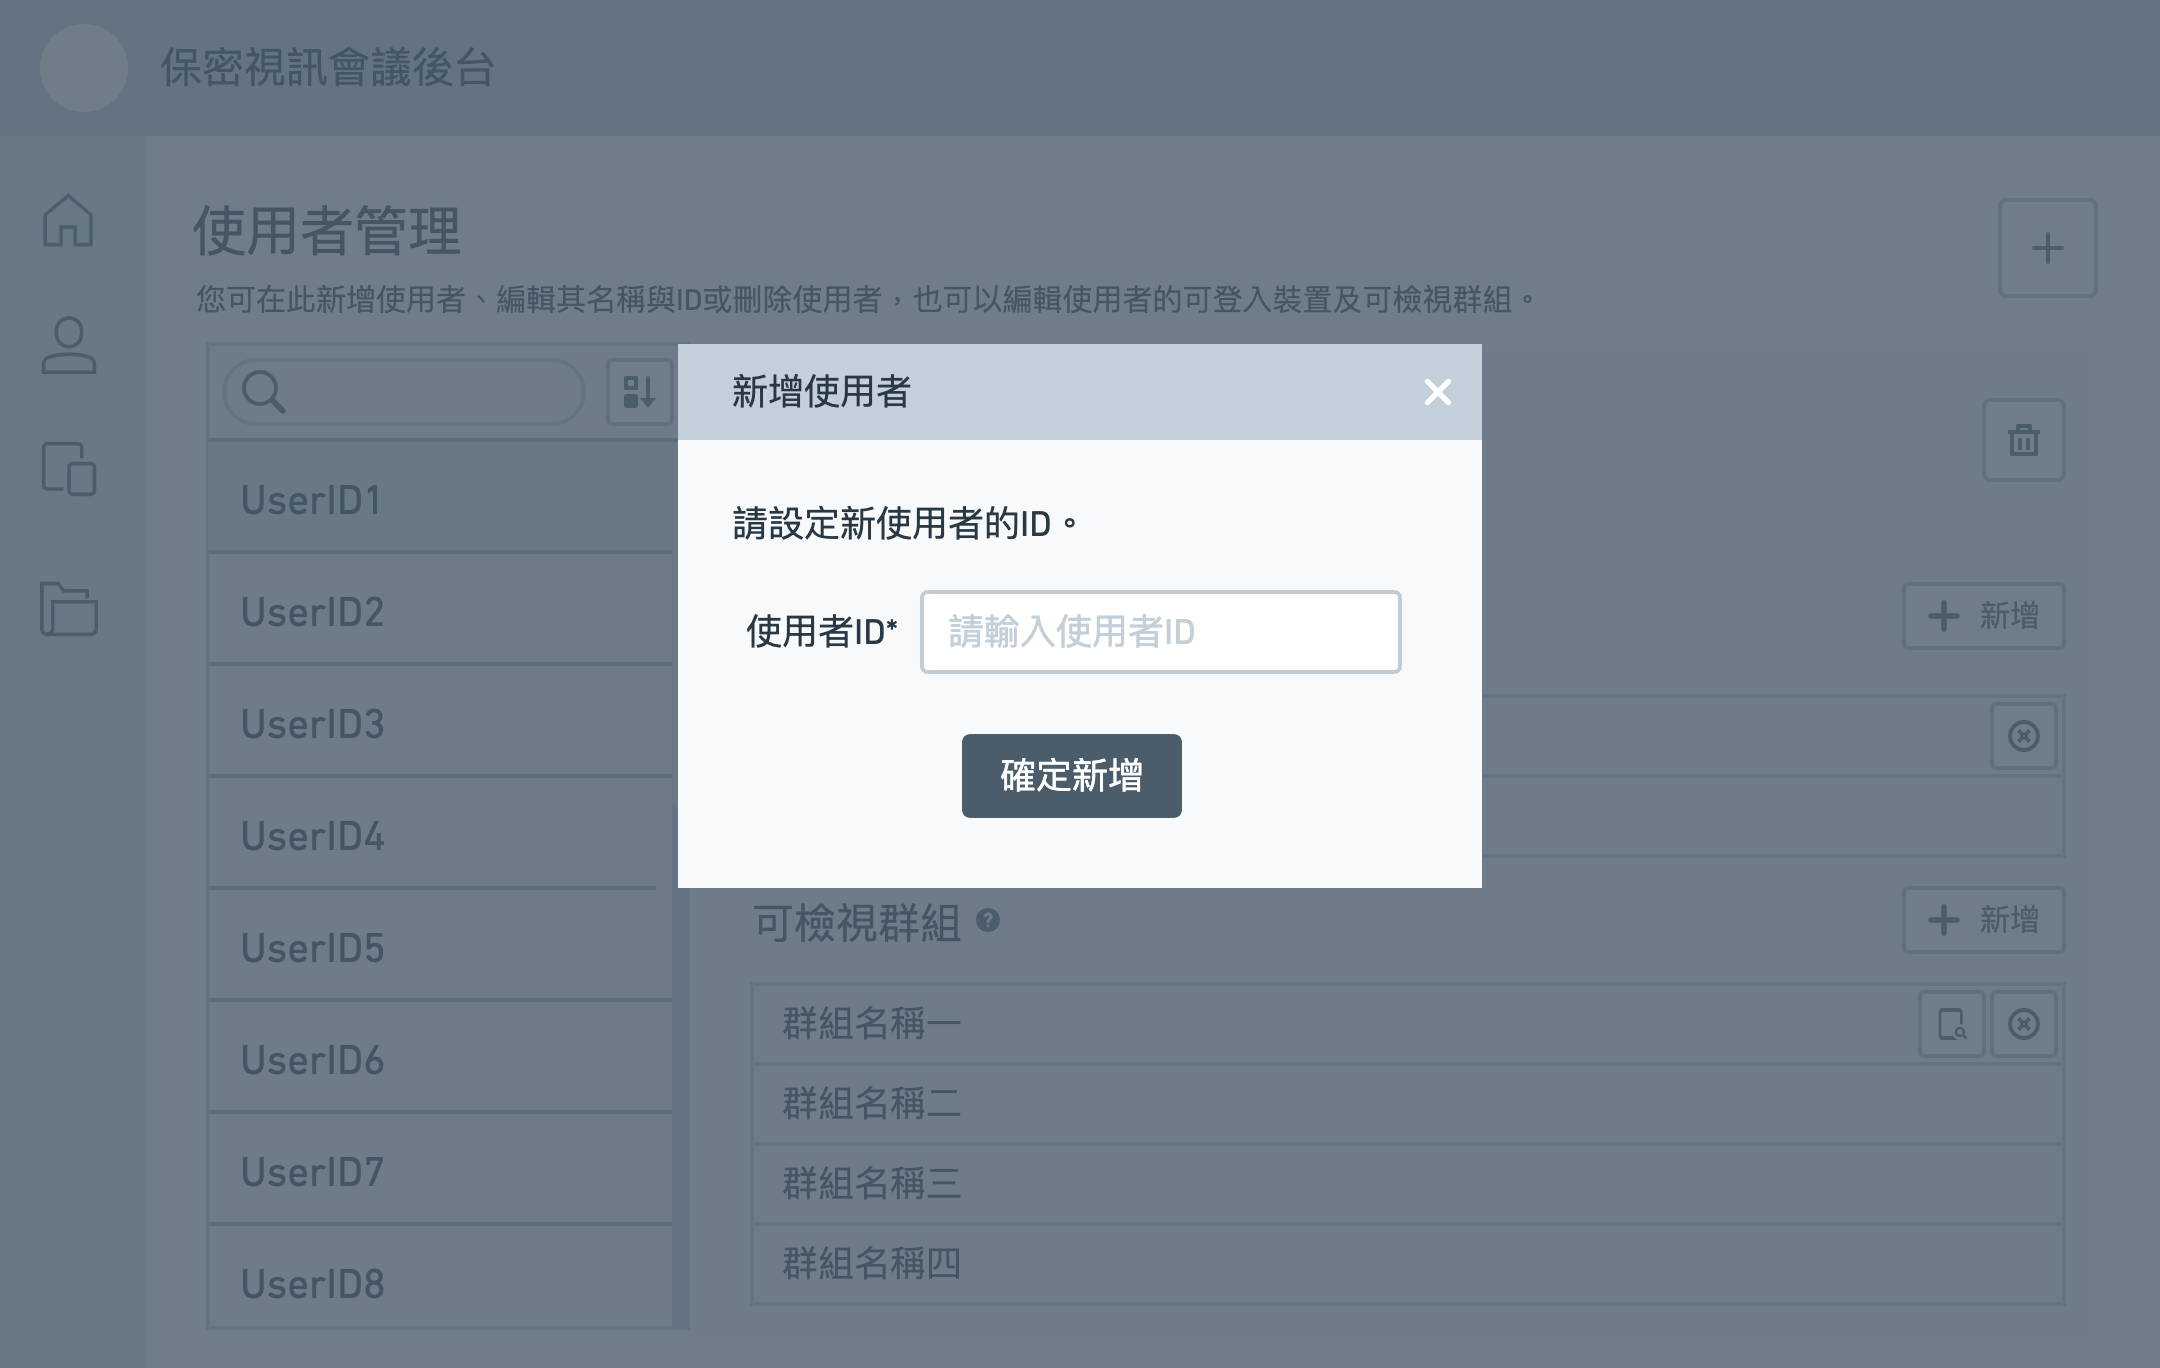 保密視訊會議後台
使用者管理
您可在此新增使用者、編輯其名稱與ID或刪除使用者，也可以編輯使用者的可登入裝置及可檢視群組。
新增使用者
請設定新使用者的ID。
使用者ID*
請輸入使用者ID
確定新增
UserID1
UserID2
UserID3
UserID4
UserID5
UserID6
UserID7
UserID8
新增
可檢視群組
新增
群組名稱一
群組名稱二
群組名稱三
群組名稱四